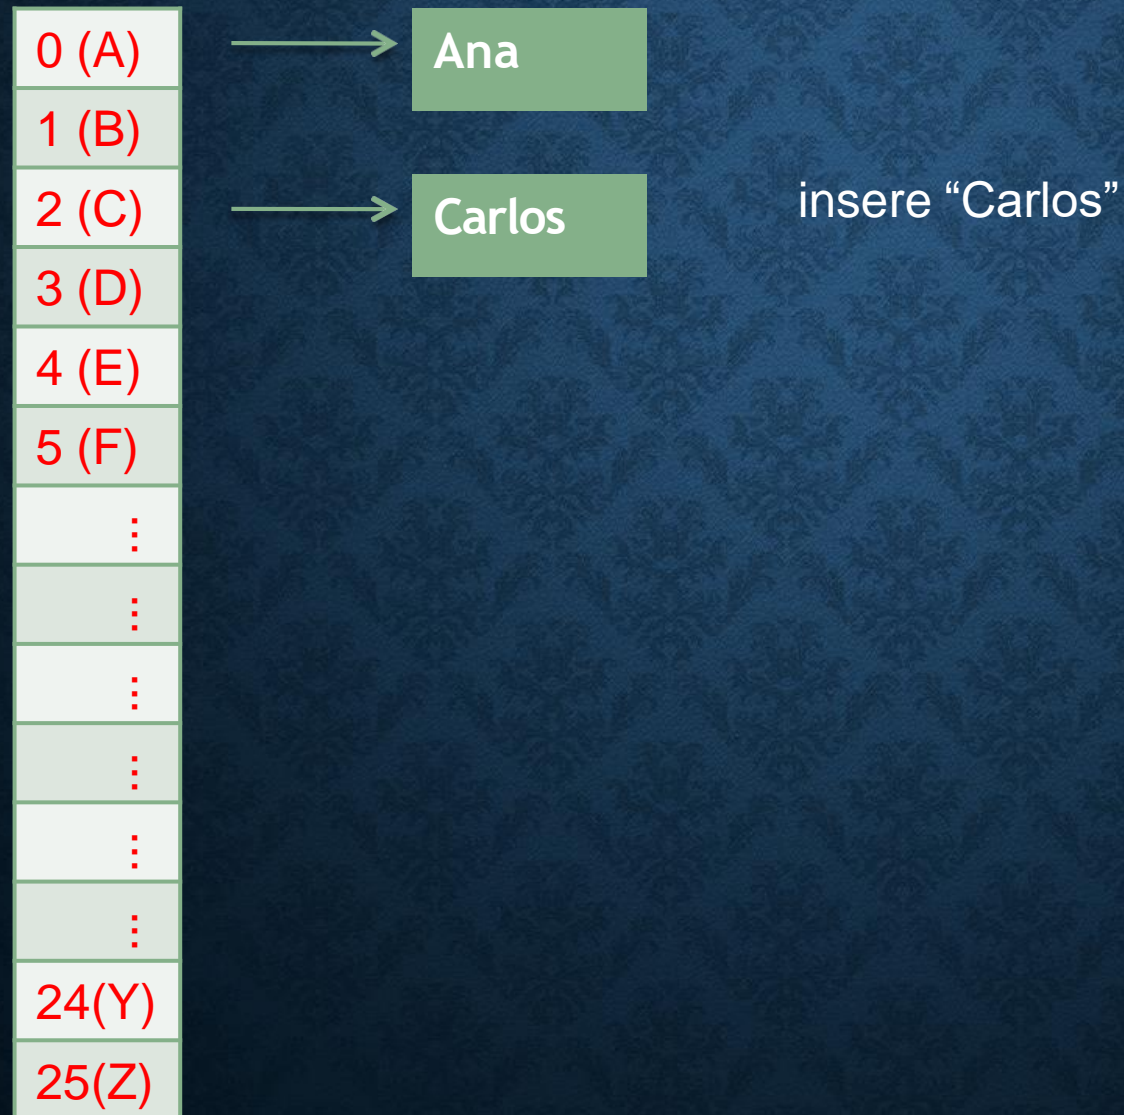 0 (A)
Ana
1 (B)
2 (C)
Carlos
insere “Carlos”
3 (D)
4 (E)
5 (F)
⋮
⋮
⋮
⋮
⋮
⋮
24(Y)
25(Z)